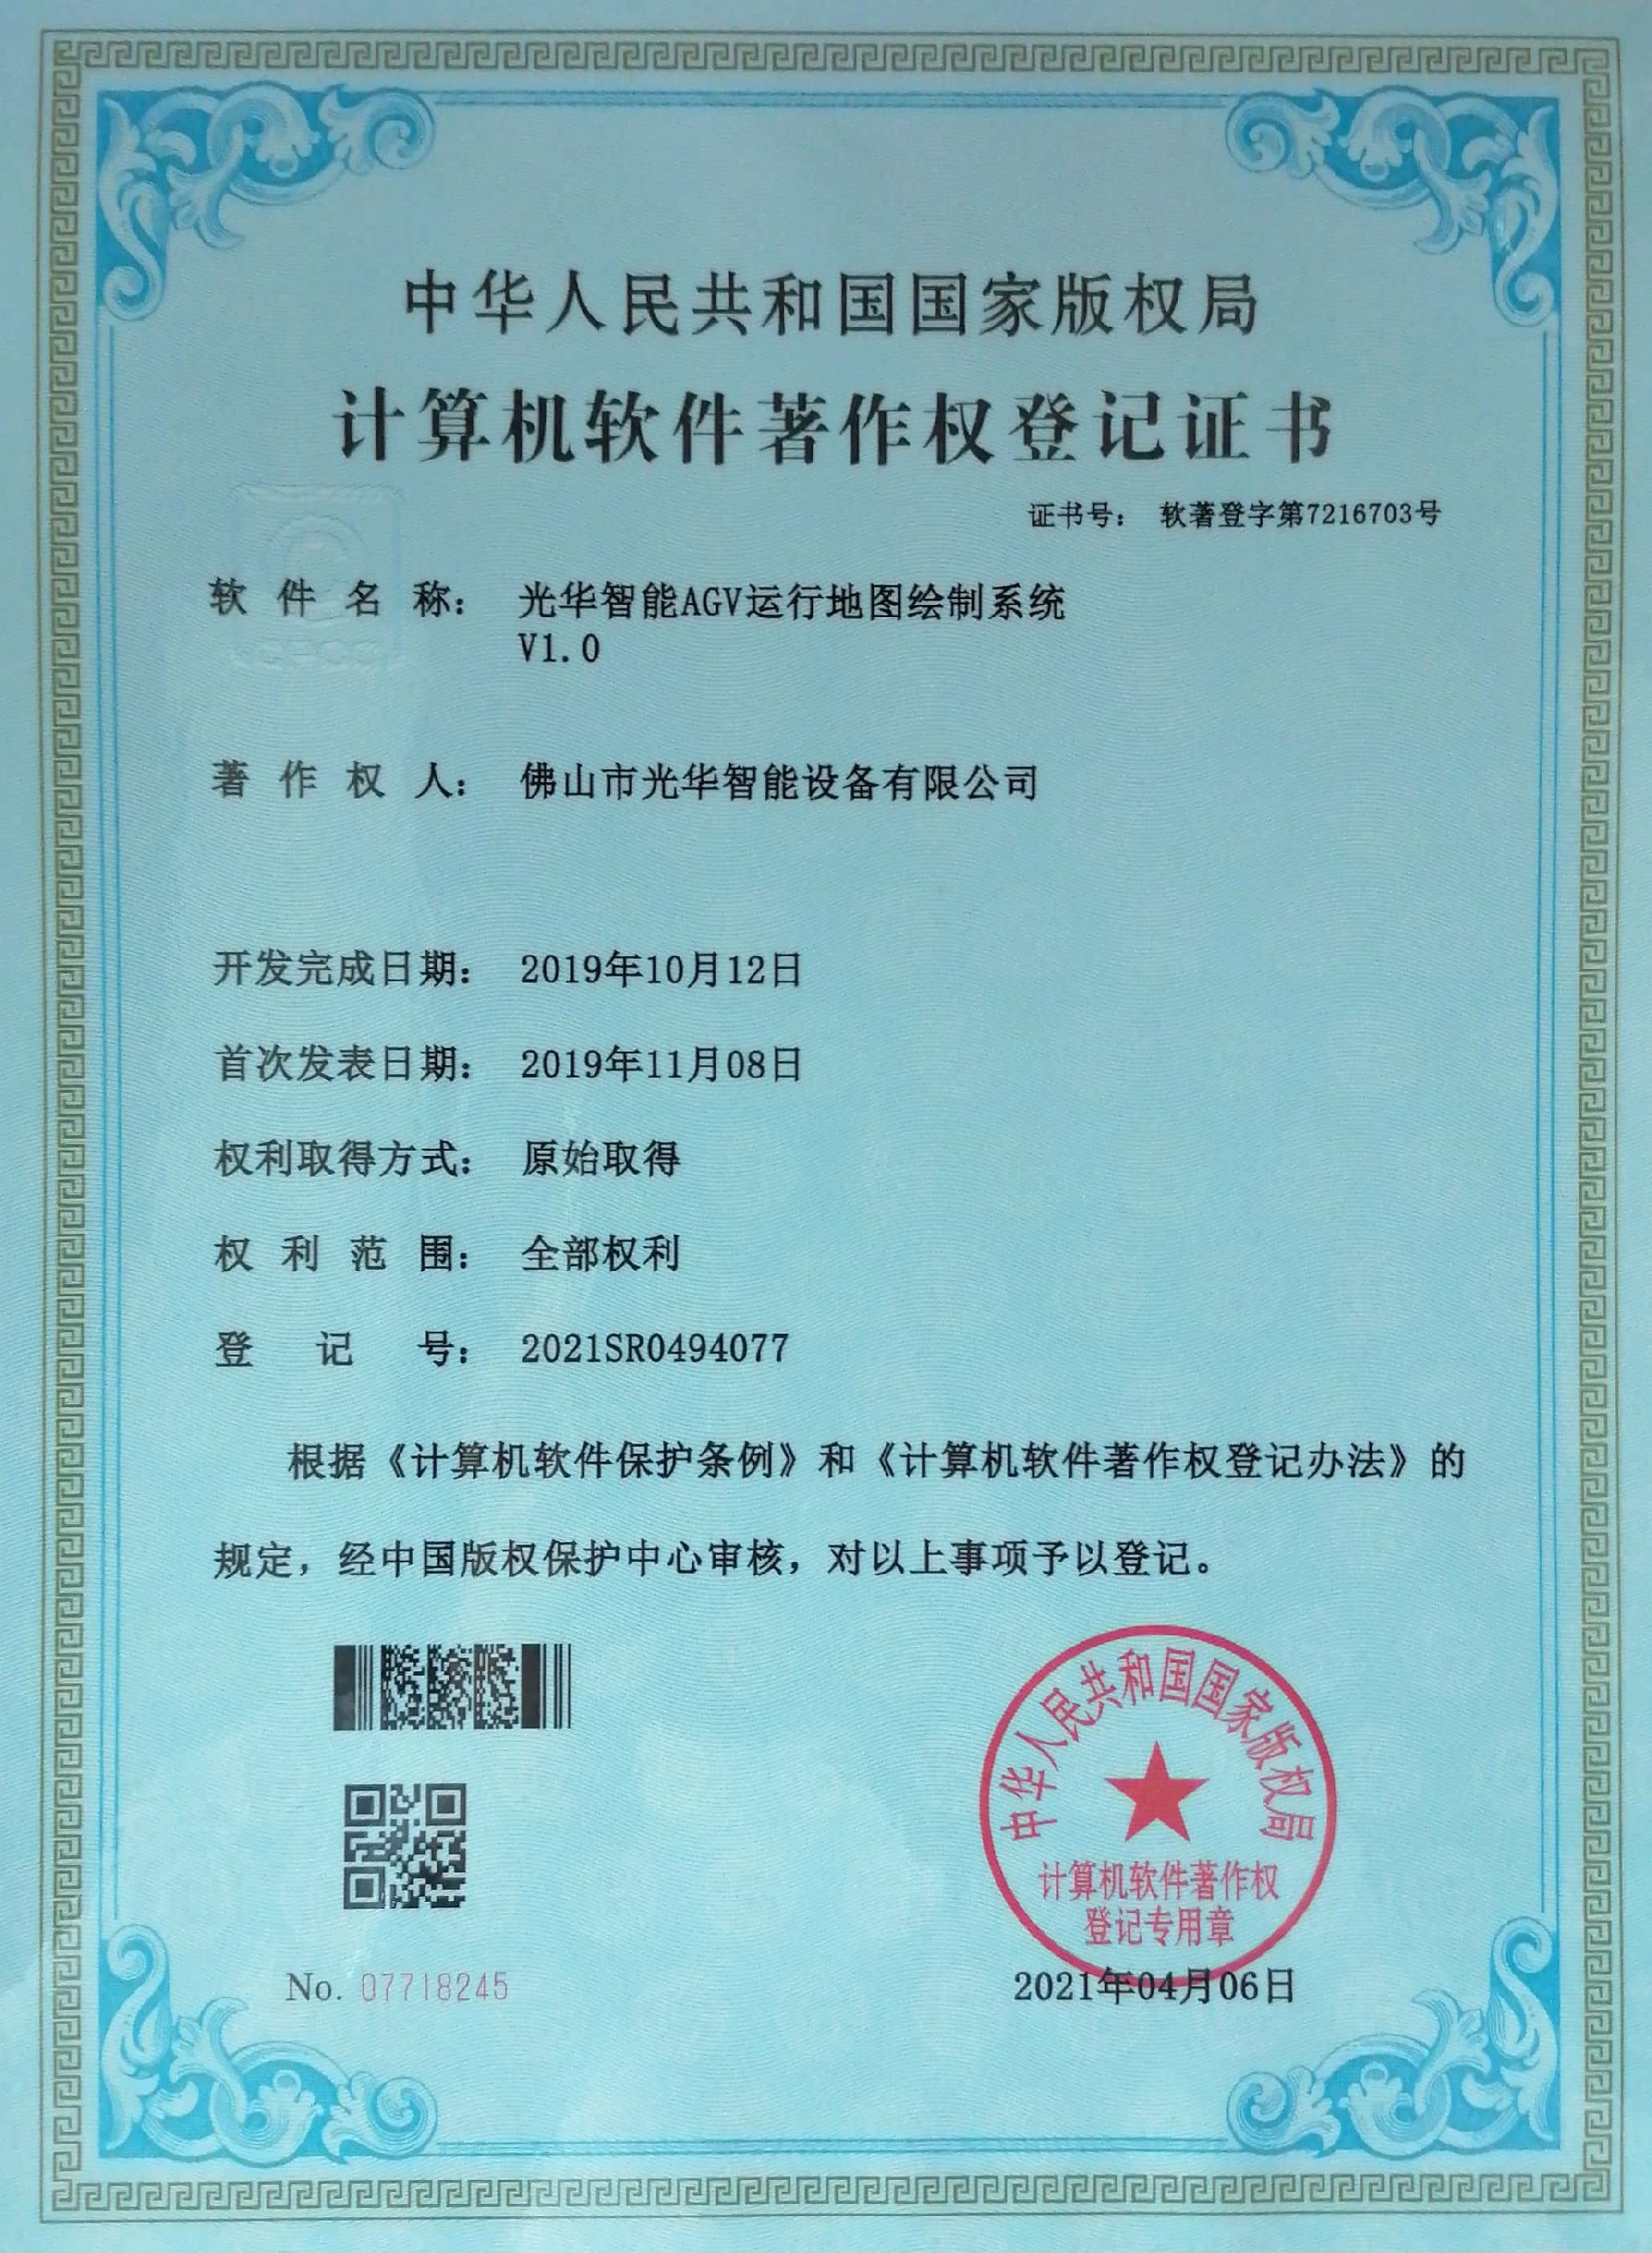 中华人民共和国国家版权局
计算机软件著作权登记证书
证书号： 软著登字第7216703号
软件名称： 光华智能AGV运行地图绘制系统
V1.0
著作权人： 佛山市光华智能设备有限公司
开发完成日期： 2019年10月12日
首次发表日期： 2019年11月08日
权利取得方式： 原始取得
权利范围： 全部权利
登记号： 2021SR0494077
根据《计算机软件保护条例》和《计算机软件著作权登记办法》的
规定，经中国版权保护中心审核，对以上事项予以登记。
中华人民共和国国家版权局
计算机软件著作权
登记专用章
No. 07718245
2021年04月06日